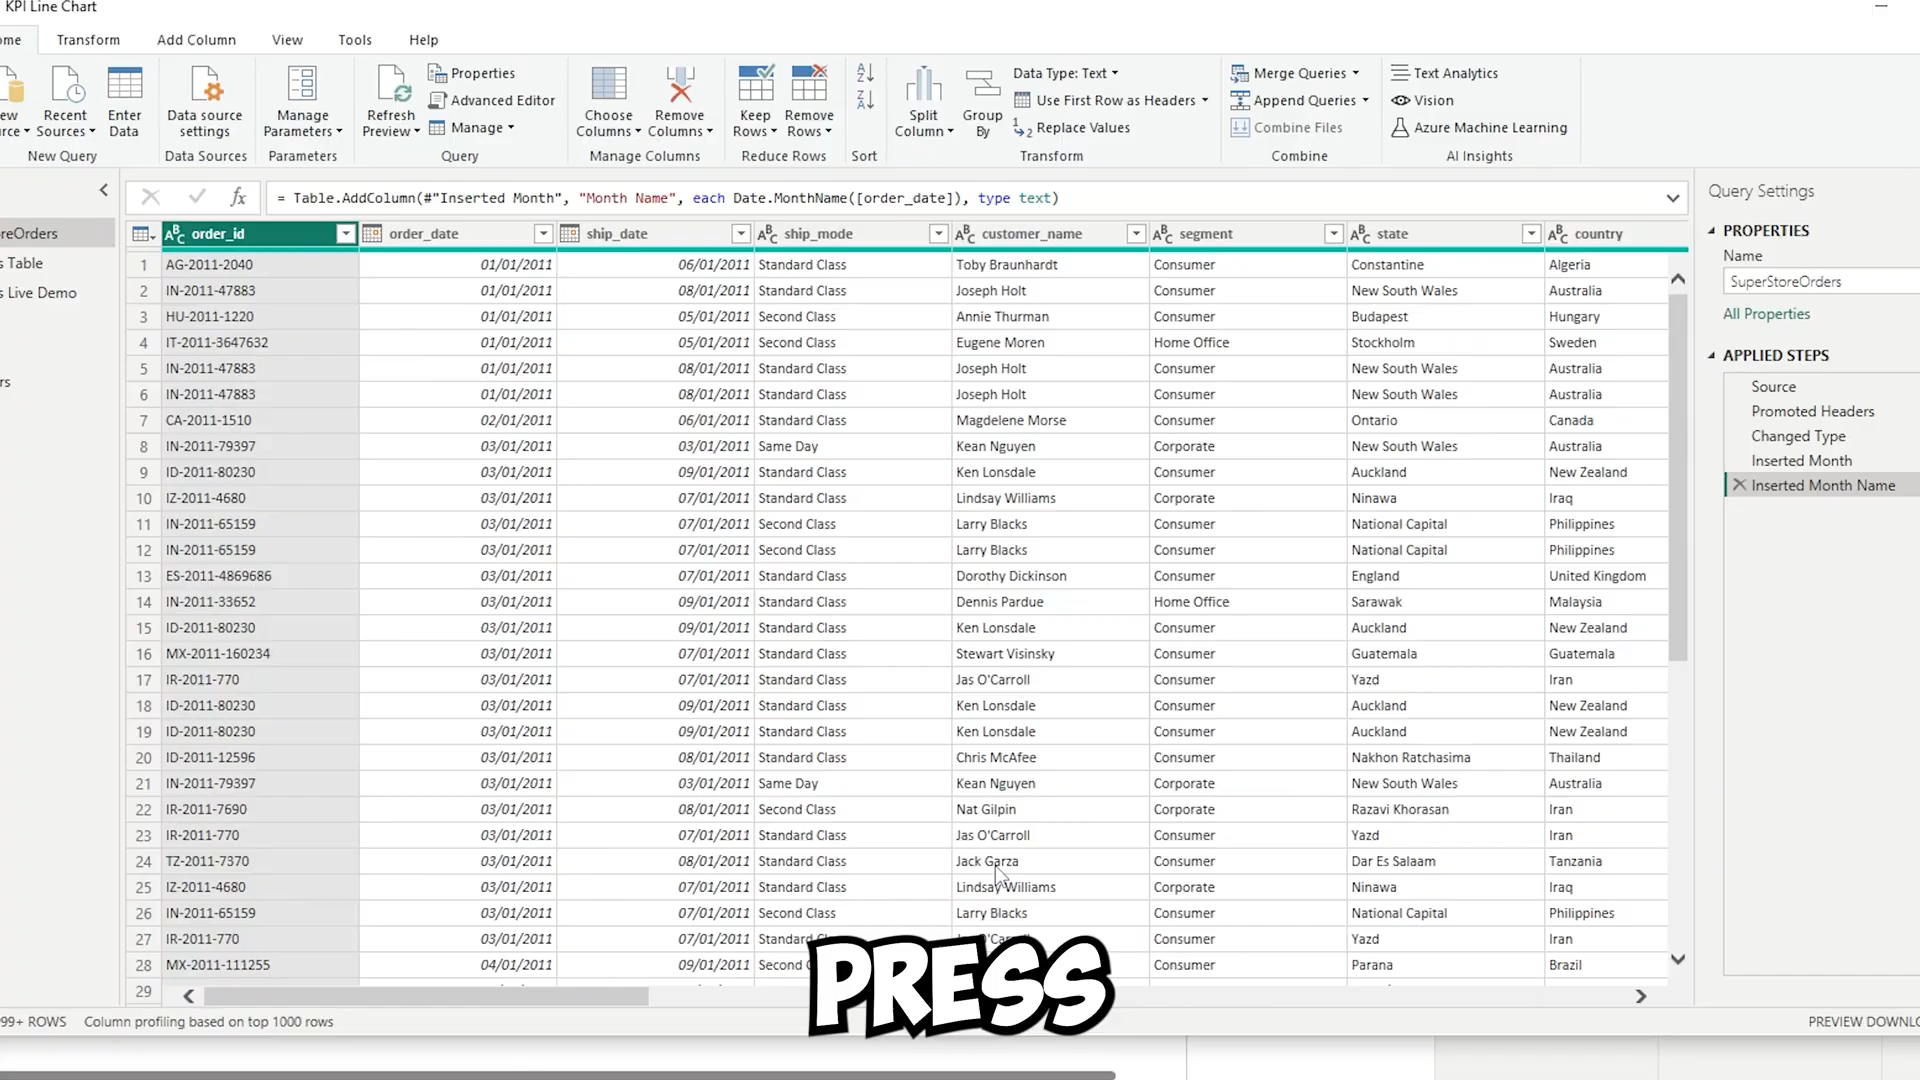 KPI Line Chart
ome Transform Add Column View Tools Help
ew
urce Recent
Sources Enter
Data
New Query
Data source
settings
Data Sources
Manage
Parameters
Parameters
Refresh
Preview
Properties
Advanced Editor
Manage
Query
Choose
Columns Remove
Columns
Manage Columns
Keep
Rows Remove
Rows
Reduce Rows
Sort
Split
Column Group
By
Data Type: Text
Use First Row as Headers
Replace Values
Transform
Merge Queries
Append Queries
Combine Files
Combine
Text Analytics
Vision
Azure Machine Learning
AI Insights
reOrders
s Table
s Live Demo
rs
fx = Table.AddColumn(#"Inserted Month", "Month Name", each Date.MonthName([order_date]), type text)
order_id order_date ship_date ship_mode customer_name segment state country
1 AG-2011-2040 01/01/2011 06/01/2011 Standard Class Toby Braunhardt Consumer Constantine Algeria
2 IN-2011-47883 01/01/2011 08/01/2011 Standard Class Joseph Holt Consumer New South Wales Australia
3 HU-2011-1220 01/01/2011 05/01/2011 Second Class Annie Thurman Consumer Budapest Hungary
4 IT-2011-3647632 01/01/2011 05/01/2011 Second Class Eugene Moren Home Office Stockholm Sweden
5 IN-2011-47883 01/01/2011 08/01/2011 Standard Class Joseph Holt Consumer New South Wales Australia
6 IN-2011-47883 01/01/2011 08/01/2011 Standard Class Joseph Holt Consumer New South Wales Australia
7 CA-2011-1510 02/01/2011 06/01/2011 Standard Class Magdelene Morse Consumer Ontario Canada
8 IN-2011-79397 03/01/2011 03/01/2011 Same Day Kean Nguyen Corporate New South Wales Australia
9 ID-2011-80230 03/01/2011 09/01/2011 Standard Class Ken Lonsdale Consumer Auckland New Zealand
10 IZ-2011-4680 03/01/2011 07/01/2011 Standard Class Lindsay Williams Corporate Ninawa Iraq
11 IN-2011-65159 03/01/2011 07/01/2011 Second Class Larry Blacks Consumer National Capital Philippines
12 IN-2011-65159 03/01/2011 07/01/2011 Second Class Larry Blacks Consumer National Capital Philippines
13 ES-2011-4869686 03/01/2011 07/01/2011 Standard Class Dorothy Dickinson Consumer England United Kingdom
14 IN-2011-33652 03/01/2011 09/01/2011 Standard Class Dennis Pardue Home Office Sarawak Malaysia
15 ID-2011-80230 03/01/2011 09/01/2011 Standard Class Ken Lonsdale Consumer Auckland New Zealand
16 MX-2011-160234 03/01/2011 07/01/2011 Standard Class Stewart Visinsky Consumer Guatemala Guatemala
17 IR-2011-770 03/01/2011 07/01/2011 Standard Class Jas O'Carroll Consumer Yazd Iran
18 ID-2011-80230 03/01/2011 09/01/2011 Standard Class Ken Lonsdale Consumer Auckland New Zealand
19 ID-2011-80230 03/01/2011 09/01/2011 Standard Class Ken Lonsdale Consumer Auckland New Zealand
20 ID-2011-12596 03/01/2011 08/01/2011 Standard Class Chris McAfee Consumer Nakhon Ratchasima Thailand
21 IN-2011-79397 03/01/2011 03/01/2011 Same Day Kean Nguyen Corporate New South Wales Australia
22 IR-2011-7690 03/01/2011 08/01/2011 Second Class Nat Gilpin Corporate Razavi Khorasan Iran
23 IR-2011-770 03/01/2011 07/01/2011 Standard Class Jas O'Carroll Consumer Yazd Iran
24 TZ-2011-7370 03/01/2011 08/01/2011 Standard Class Jack Garza Consumer Dar Es Salaam Tanzania
25 IZ-2011-4680 03/01/2011 07/01/2011 Standard Class Lindsay Williams Corporate Ninawa Iraq
26 IN-2011-65159 03/01/2011 07/01/2011 Second Class Larry Blacks Consumer National Capital Philippines
27 IR-2011-770 03/01/2011 07/01/2011 Standard Consumer Yazd Iran
28 MX-2011-111255 04/01/2011 09/01/2011 Second Consumer Parana Brazil
29
Query Settings
PROPERTIES
Name
SuperStoreOrders
All Properties
APPLIED STEPS
Source
Promoted Headers
Changed Type
Inserted Month
Inserted Month Name
PRESS
99+ ROWS Column profiling based on top 1000 rows PREVIEW DOWNLO